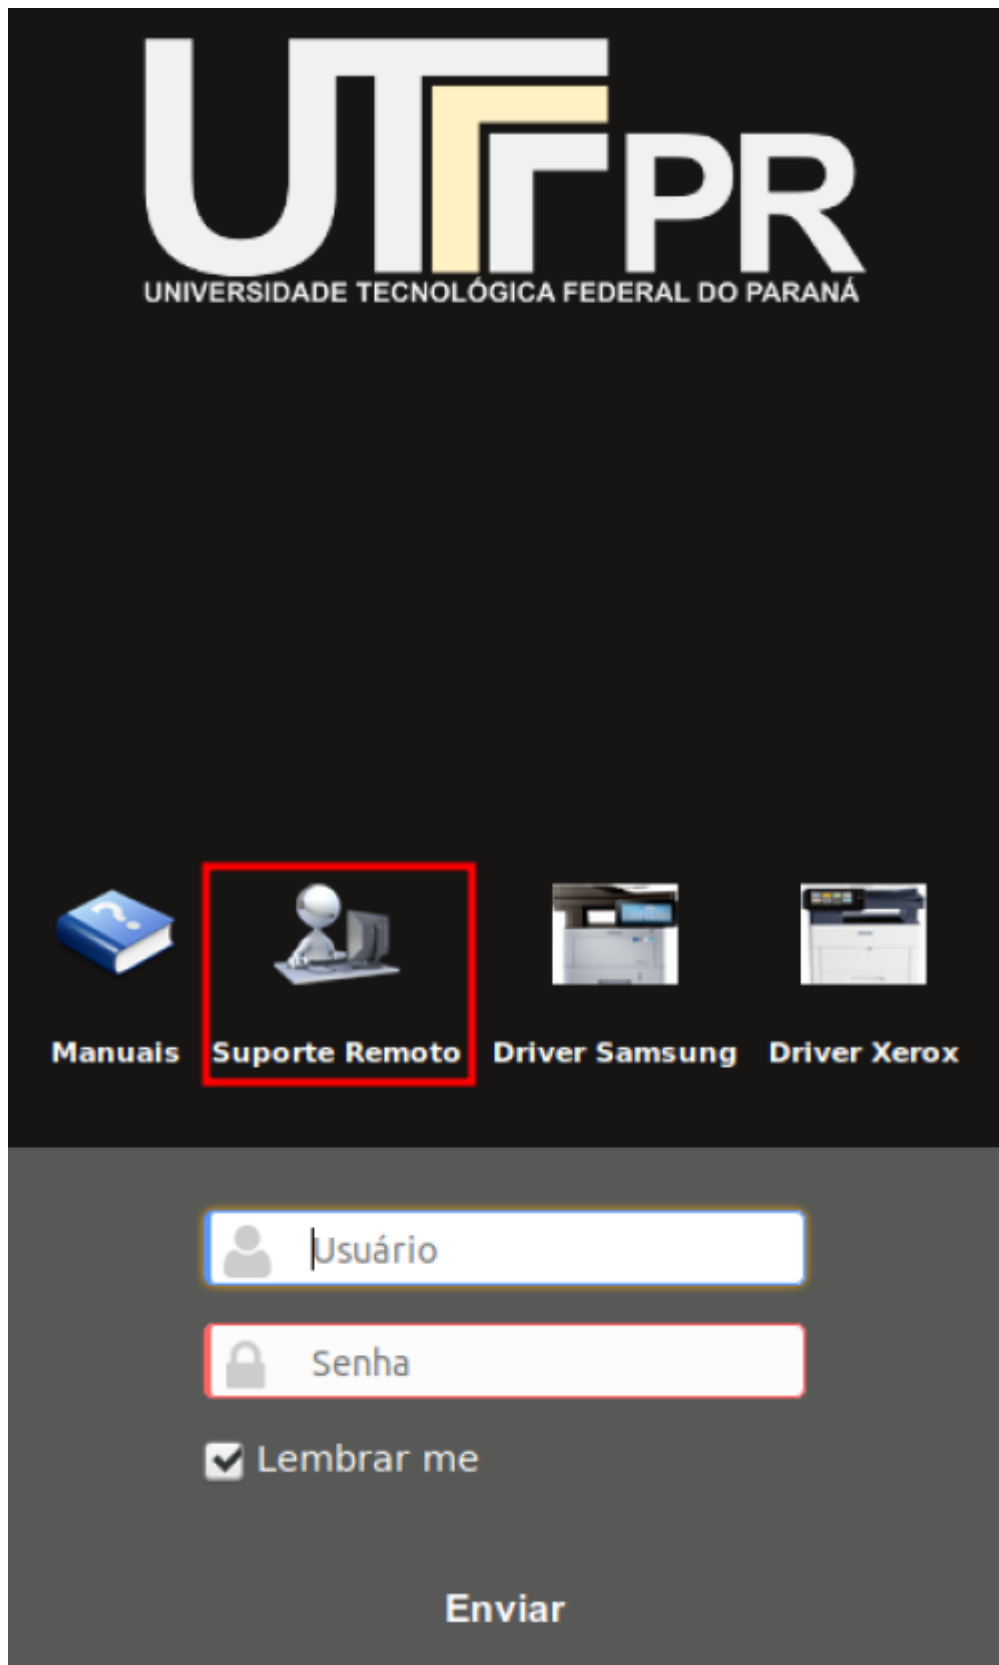 UTFPR
UNIVERSIDADE TECNOLÓGICA FEDERAL DO PARANÁ
Manuais Suporte Remoto Driver Samsung Driver Xerox
Usuário
Senha
Lembrar me
Enviar